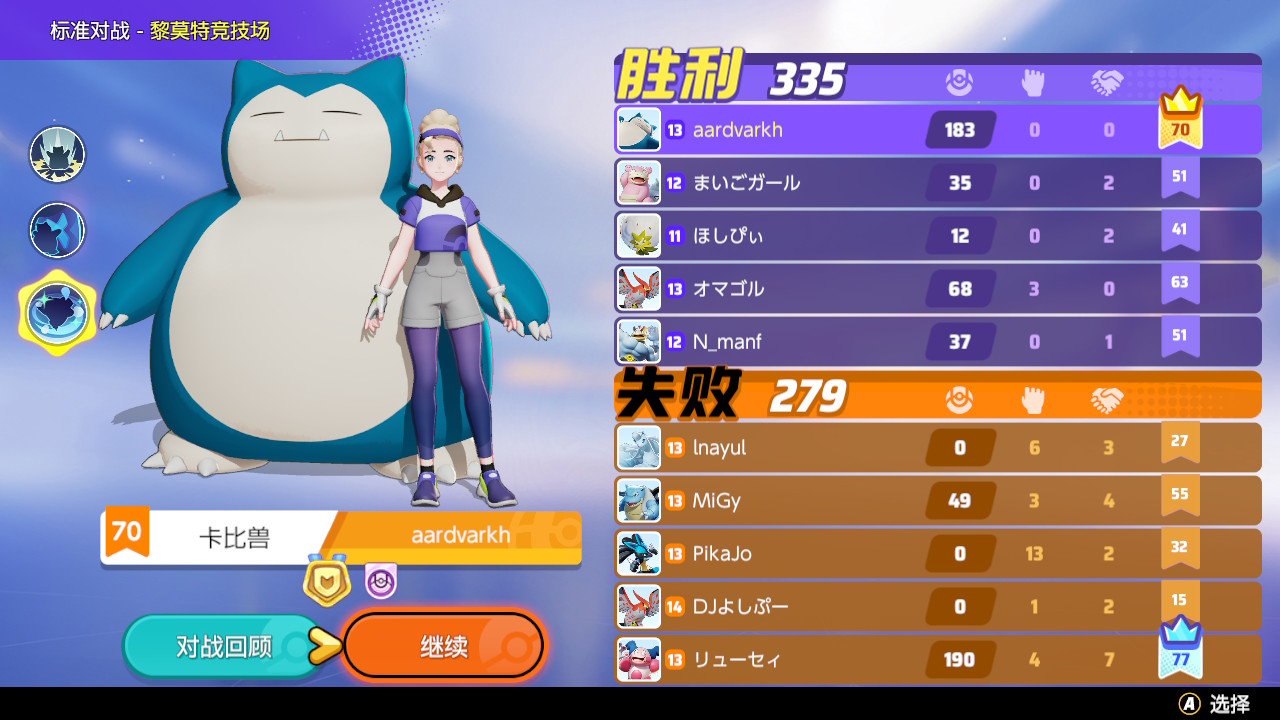 标准对战 - 黎莫特竞技场
胜利 335
13 aardvarkh 183 0 0 70
12 まいごガール 35 0 2 51
11 ほしぴぃ 12 0 2 41
13 オマゴル 68 3 0 63
12 N_manf 37 0 1 51
失败 279
13 lnayul 0 6 3 27
13 MiGy 49 3 4 55
13 PikaJo 0 13 2 32
14 DJよしぷー 0 1 2 15
13 リューセィ 190 4 7 77
70 卡比兽 aardvarkh
对战回顾 继续
A 选择